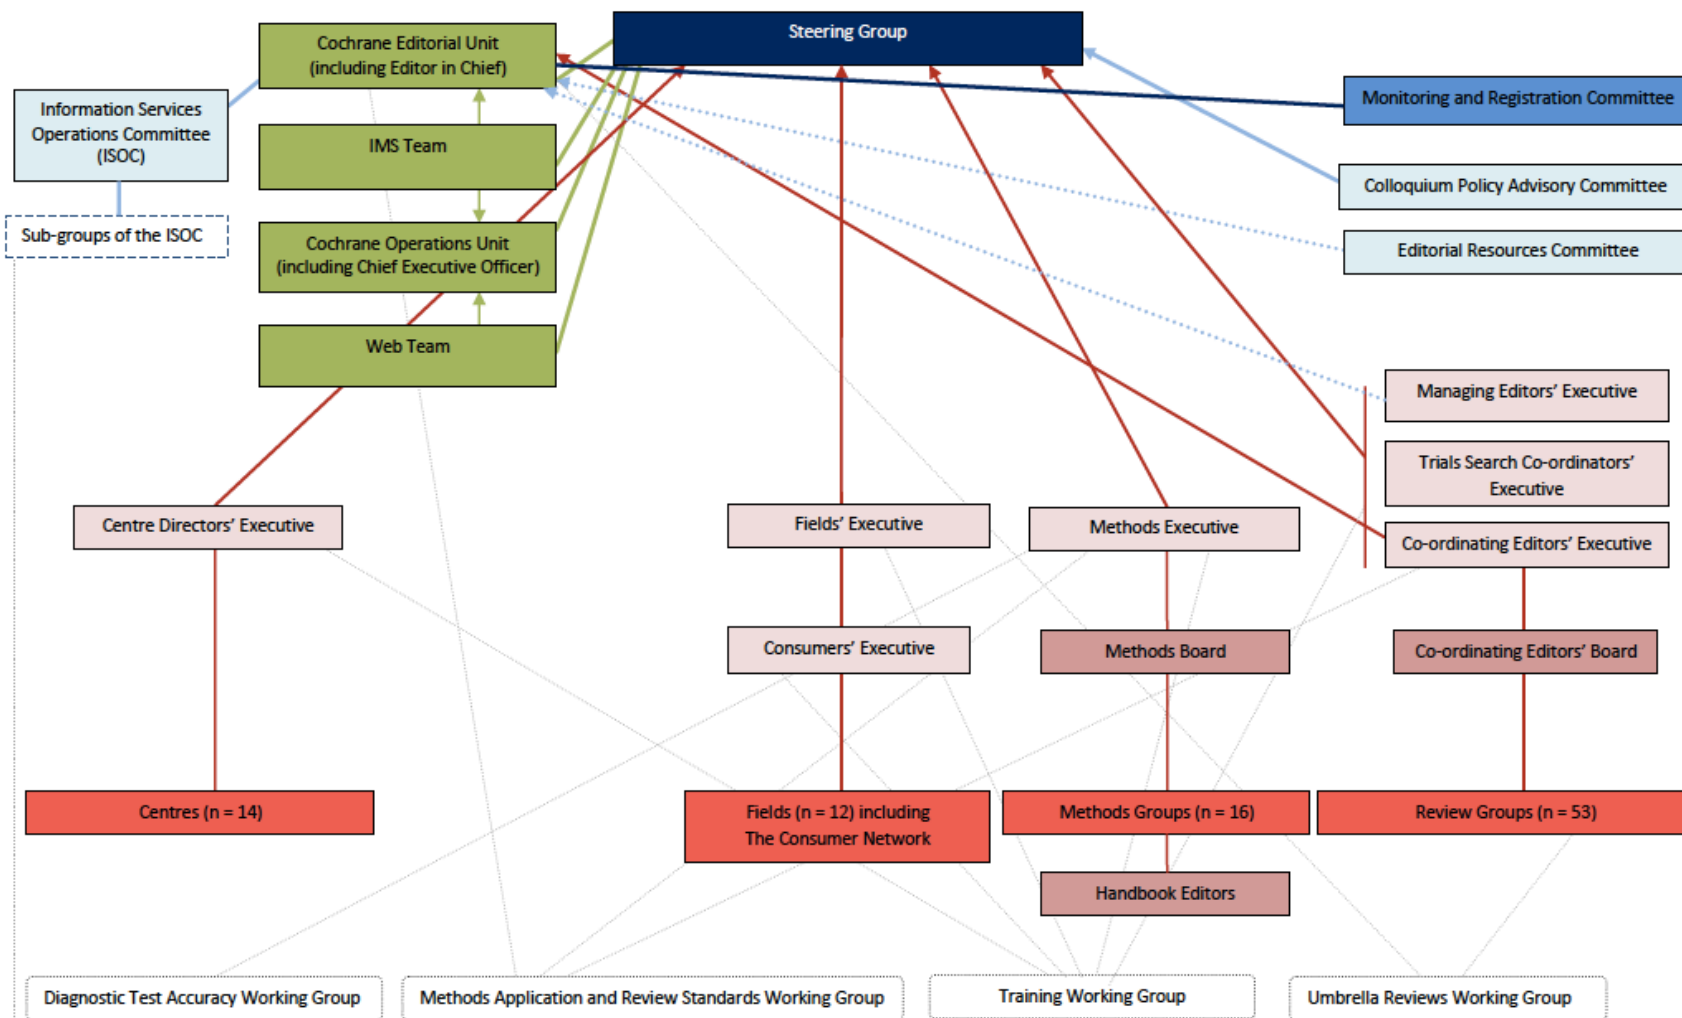 Steering Group
Cochrane Editorial Unit
(including Editor in Chief)
Information Services
Operations Committee
(ISOC)
Monitoring and Registration Committee
IMS Team
Colloquium Policy Advisory Committee
Sub-groups of the ISOC
Cochrane Operations Unit
(including Chief Executive Officer)
Editorial Resources Committee
Web Team
Managing Editors’ Executive
Trials Search Co-ordinators’
Executive
Centre Directors’ Executive
Fields’ Executive
Methods Executive
Co-ordinating Editors’ Executive
Consumers’ Executive
Methods Board
Co-ordinating Editors’ Board
Centres (n = 14)
Fields (n = 12) including
The Consumer Network
Methods Groups (n = 16)
Review Groups (n = 53)
Handbook Editors
Diagnostic Test Accuracy Working Group
Methods Application and Review Standards Working Group
Training Working Group
Umbrella Reviews Working Group